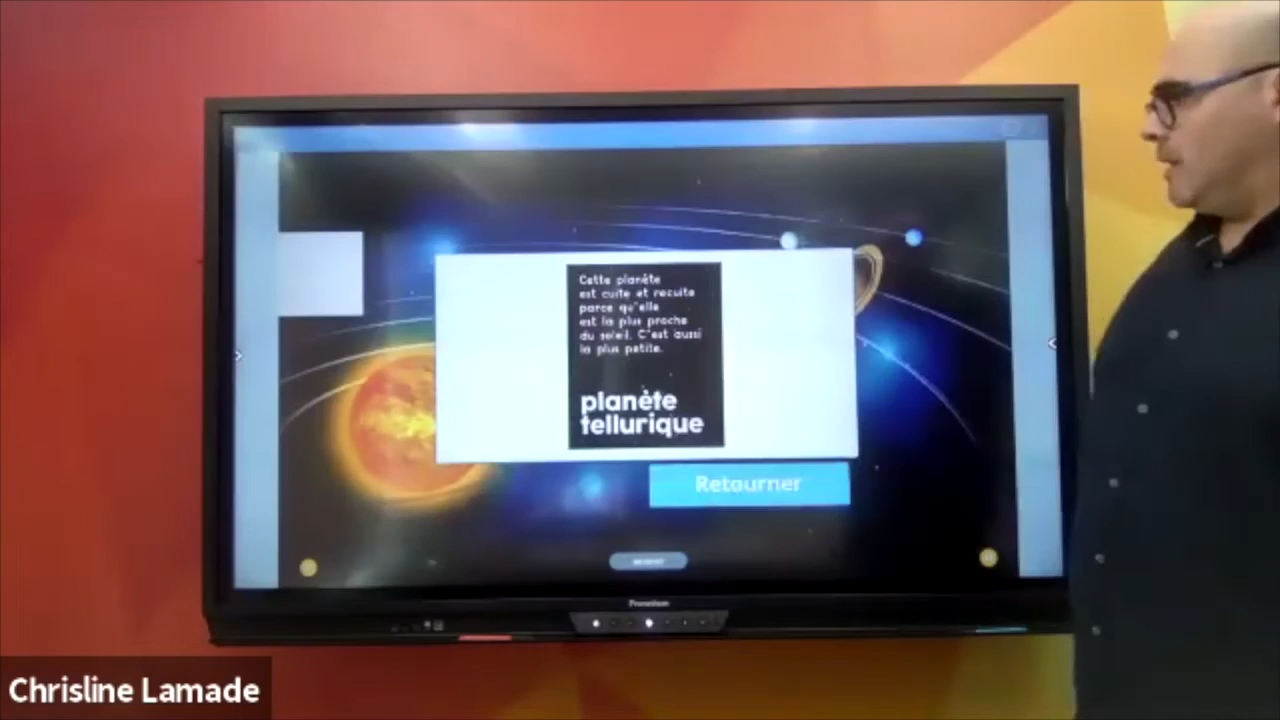 Cette planète
est cuite et recuite
parce qu'elle
est la plus proche
du soleil. C'est aussi
la plus petite.
planète
tellurique
Retourner
Promethean
Chrisline Lamade